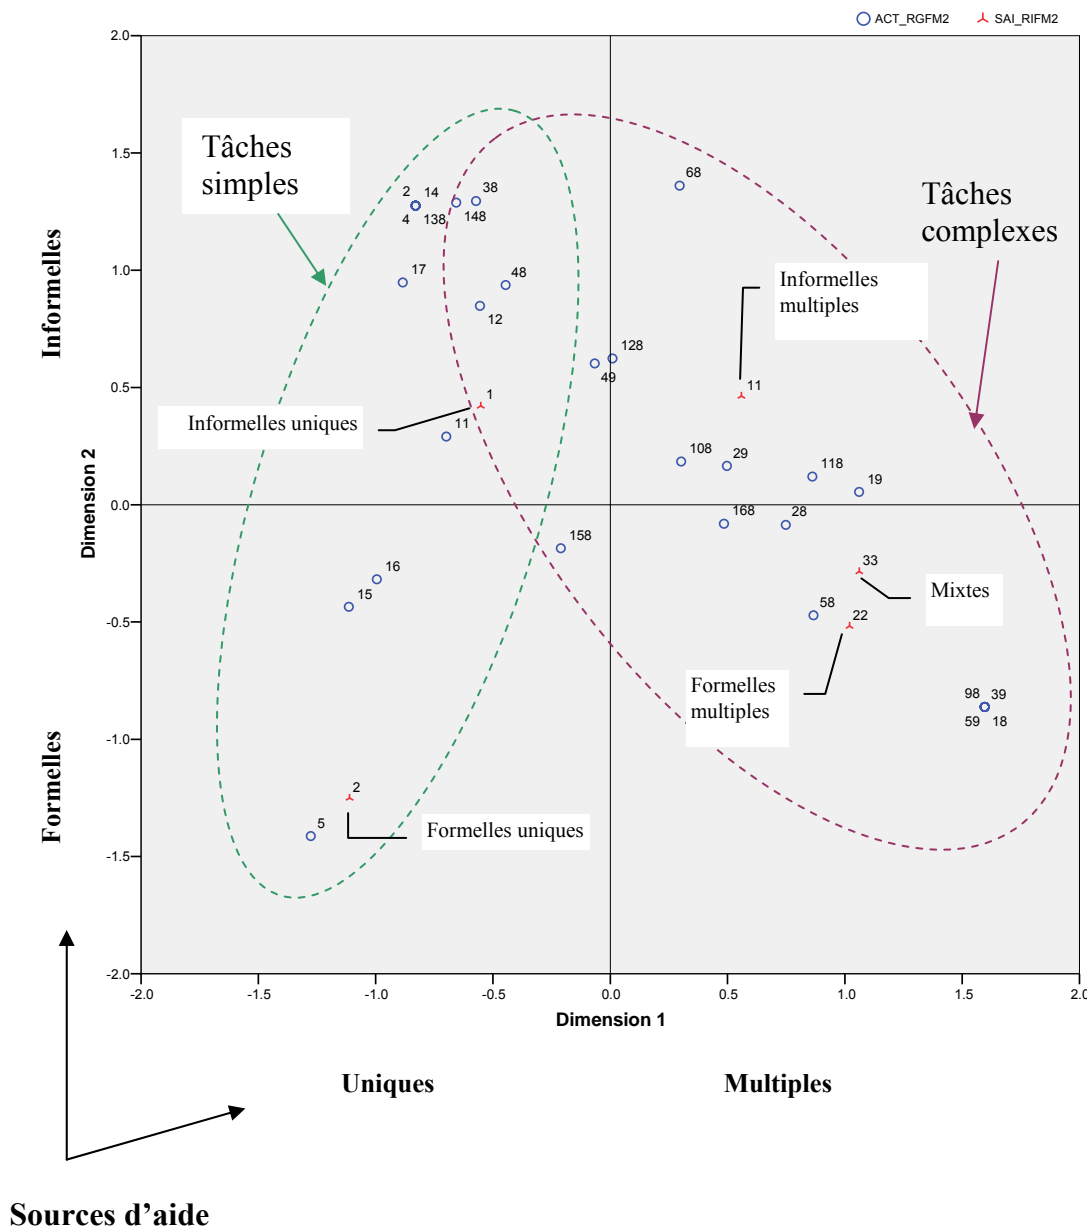 ACT_RGFM2 SAI_RIFM2
2.0
1.5
1.0
0.5
0.0
-0.5
-1.0
-1.5
-2.0
Dimension 2
Informelles
Formelles
Tâches
simples
Tâches
complexes
68
2 14
4 138
38
148
17
48
12
Informelles
multiples
128
49
11
1
Informelles uniques
11
108
29
118
19
168
28
158
16
15
33
Mixtes
58
22
Formelles
multiples
98 39
59 18
2
Formelles uniques
5
-2.0 -1.5 -1.0 -0.5 0.0 0.5 1.0 1.5 2.0
Dimension 1
Uniques Multiples
Sources d’aide